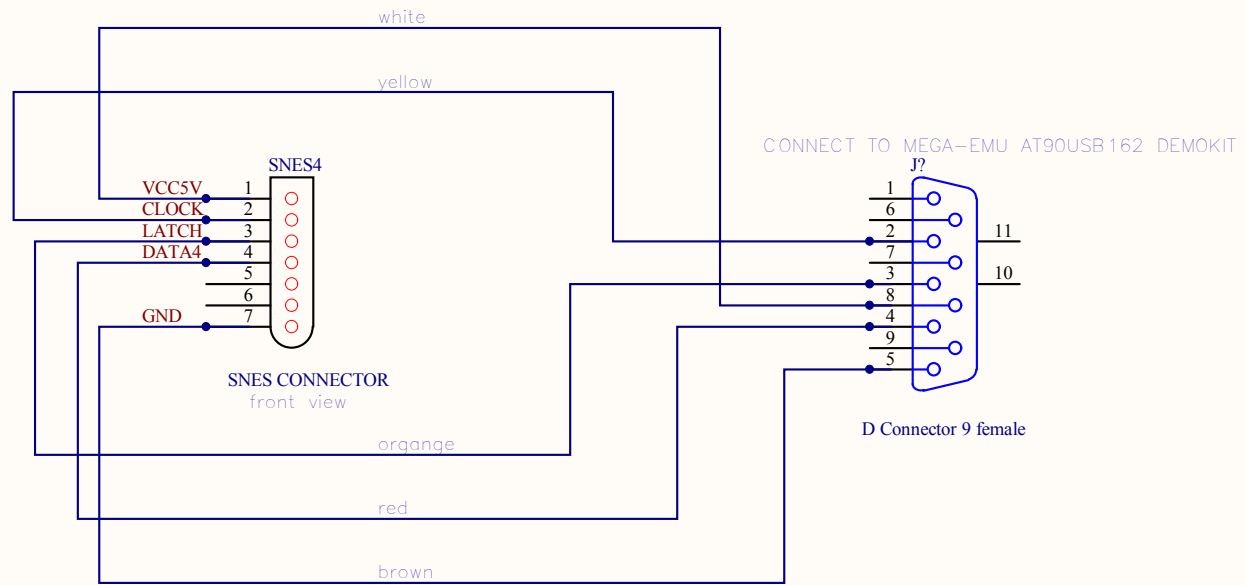 white
yellow
CONNECT TO MEGA-EMU AT90USB162 DEMOKIT
SNES4
J?
VCC5V 1
CLOCK 2
LATCH 3
DATA4 4
5
6
GND 7
1
6
2
7
3
8
4
9
5
11
10
SNES CONNECTOR
front view
D Connector 9 female
organge
red
brown